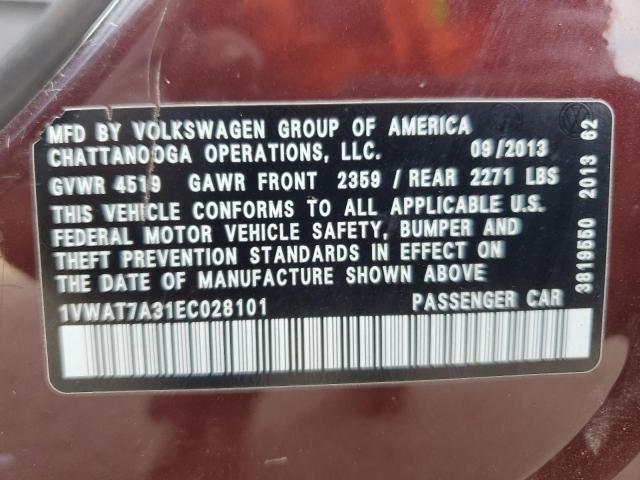 MFD BY VOLKSWAGEN GROUP OF AMERICA
CHATTANOOGA OPERATIONS, LLC. 09/2013
GVWR 4519 GAWR FRONT 2359 / REAR 2271 LBS
THIS VEHICLE CONFORMS TO ALL APPLICABLE U.S.
FEDERAL MOTOR VEHICLE SAFETY, BUMPER AND
THEFT PREVENTION STANDARDS IN EFFECT ON
THE DATE OF MANUFACTURE SHOWN ABOVE
1VWAT7A31EC028101 PASSENGER CAR
3819550 2013 62